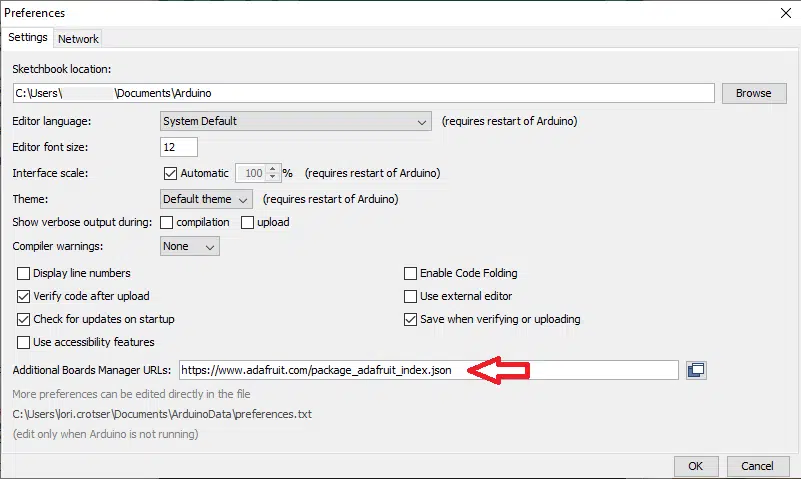 Preferences
Settings Network
Sketchbook location:
C:\Users\ \Documents\Arduino Browse
Editor language: System Default (requires restart of Arduino)
Editor font size: 12
Interface scale: Automatic 100 % (requires restart of Arduino)
Theme: Default theme (requires restart of Arduino)
Show verbose output during: compilation upload
Compiler warnings: None
Display line numbers Enable Code Folding
Verify code after upload Use external editor
Check for updates on startup Save when verifying or uploading
Use accessibility features
Additional Boards Manager URLs: https://www.adafruit.com/package_adafruit_index.json
More preferences can be edited directly in the file
C:\Users\lori.crotser\Documents\ArduinoData\preferences.txt
(edit only when Arduino is not running)
OK Cancel